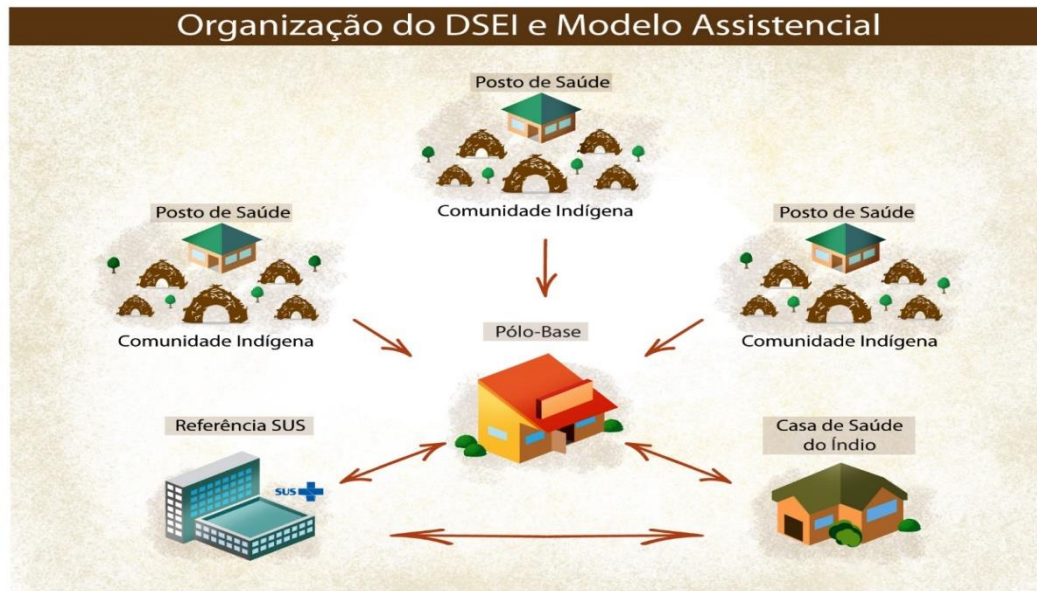 Organização do DSEI e Modelo Assistencial
Posto de Saúde
Comunidade Indígena
Posto de Saúde
Comunidade Indígena
Posto de Saúde
Comunidade Indígena
Pólo-Base
Referência SUS
SUS
Casa de Saúde
do Índio